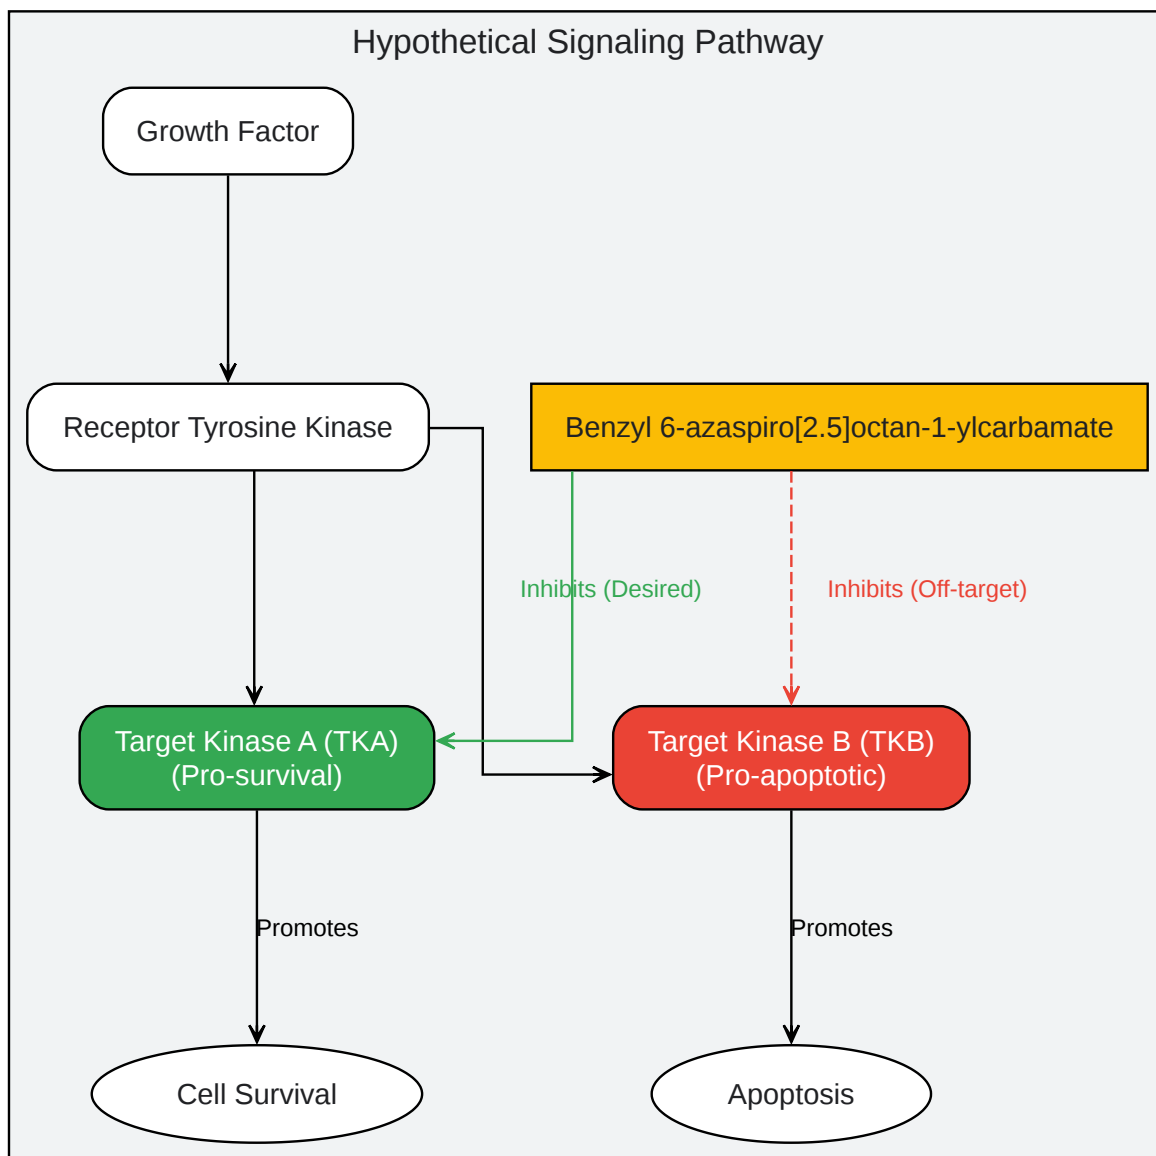 Hypothetical Signaling Pathway
Growth Factor
Receptor Tyrosine Kinase
Benzyl 6-azaspiro[2.5]octan-1-ylcarbamate
Inhibits (Desired)
Inhibits (Off-target)
Target Kinase A (TKA)
(Pro-survival)
Target Kinase B (TKB)
(Pro-apoptotic)
Promotes
Promotes
Cell Survival
Apoptosis